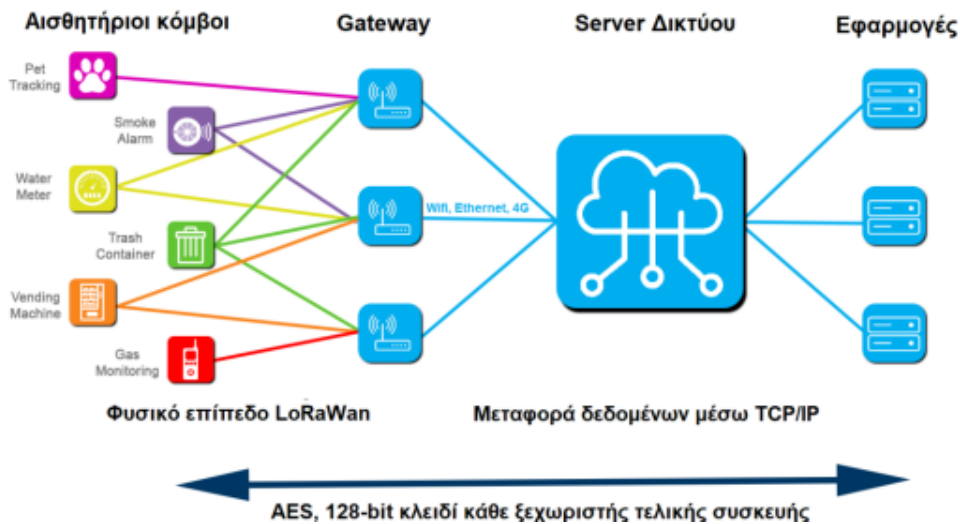 Αισθητήριοι κόμβοι
Gateway
Server Δικτύου
Εφαρμογές
Pet
Tracking
Smoke
Alarm
Water
Meter
Trash
Container
Vending
Machine
Gas
Monitoring
Wifi, Ethernet, 4G
Φυσικό επίπεδο LoRaWan
Μεταφορά δεδομένων μέσω TCP/IP
AES, 128-bit κλειδί κάθε ξεχωριστής τελικής συσκευής